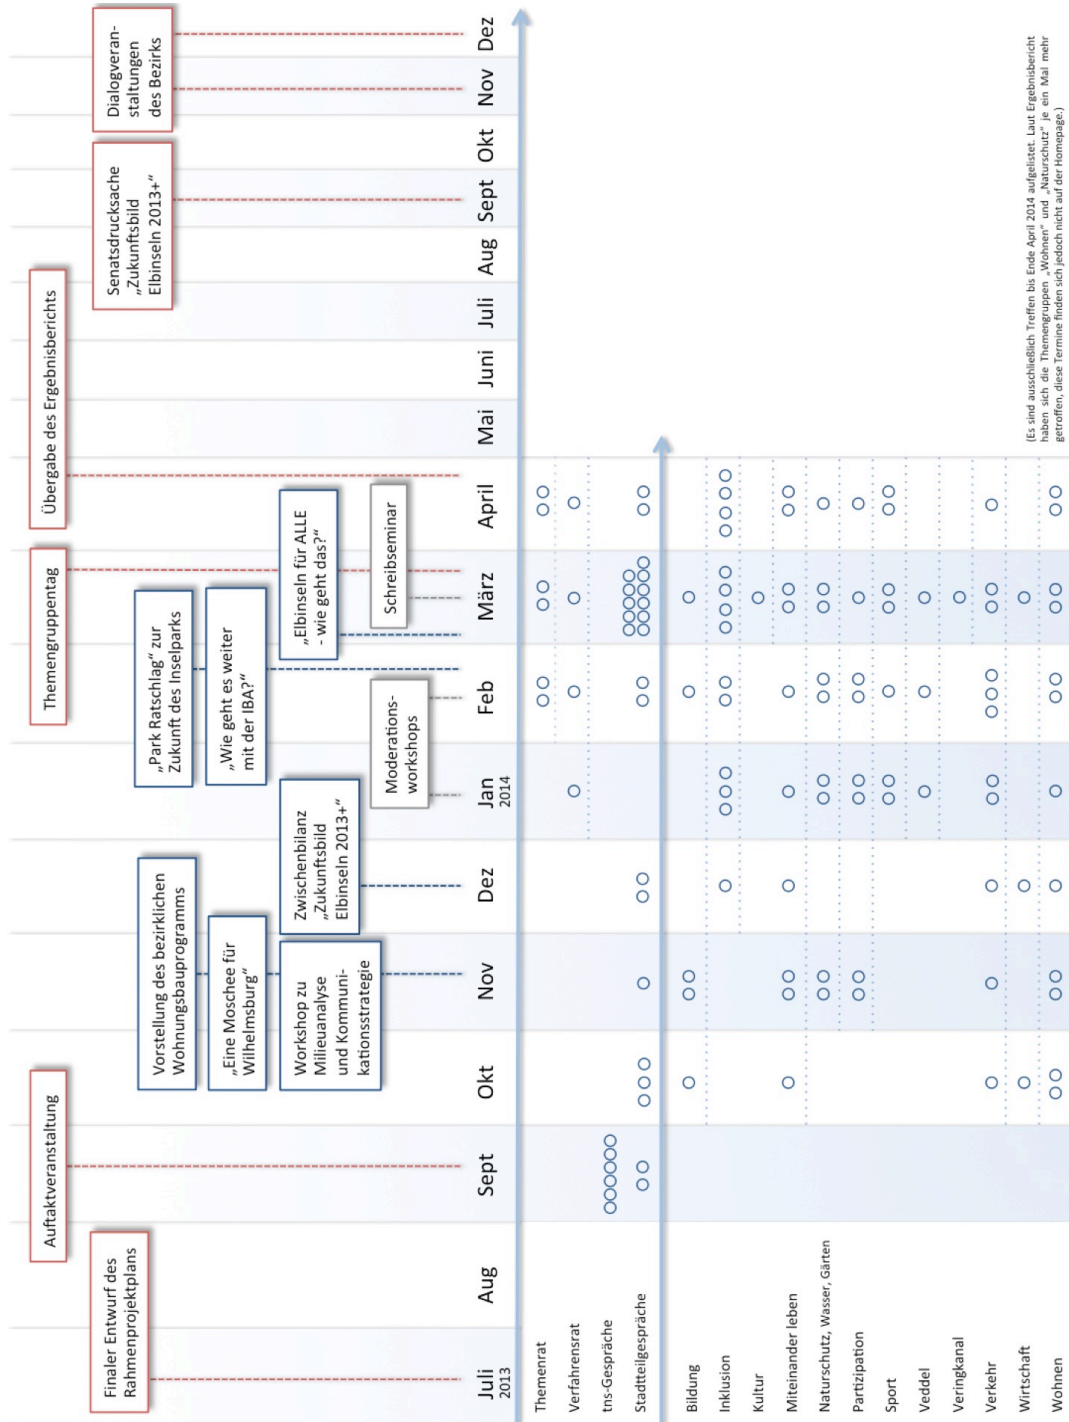 Übergabe des Ergebnisberichts
Themengruppentag
Auftaktveranstaltung
Dialogveran-
staltungen
des Bezirks
Senatsdrucksache
„Zukunftsbild
Elbinseln 2013+“
Finaler Entwurf des
Rahmenprojektplans
„Park Ratschlag“ zur
Zukunft des Inselparks
Vorstellung des bezirklichen
Wohnungsbauprogramms
„Wie geht es weiter
mit der IBA?“
„Eine Moschee für
Wilhelmsburg“
„Elbinseln für ALLE
- wie geht das?“
Zwischenbilanz
„Zukunftsbild
Elbinseln 2013+“
Workshop zu
Milieuanalyse
und Kommuni-
kationsstrategie
Schreibseminar
Moderations-
workshops
Juli
2013
Aug
Sept
Okt
Nov
Dez
Jan
2014
Feb
März
April
Mai
Juni
Juli
Aug
Sept
Okt
Nov
Dez
Themenrat
Verfahrensrat
tns-Gespräche
Stadtteilgespräche
Bildung
Inklusion
Kultur
Miteinander leben
Naturschutz, Wasser, Gärten
Partizipation
Sport
Veddel
Veringkanal
Verkehr
Wirtschaft
Wohnen
(Es sind ausschließlich Treffen bis Ende April 2014 aufgelistet. Laut Ergebnisbericht
haben sich die Themengruppen „Wohnen“ und „Naturschutz“ je ein Mal mehr
getroffen, diese Termine finden sich jedoch nicht auf der Homepage.)